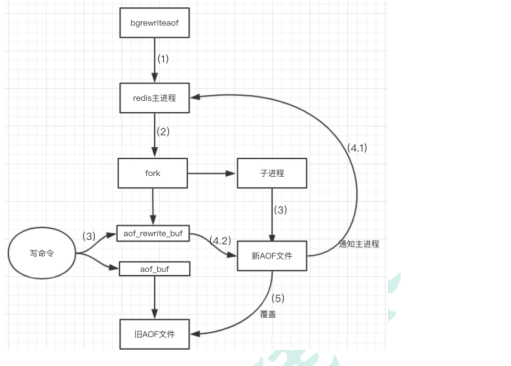 bgrewriteaof
(1)
redis主进程
(2)
(4.1)
fork
子进程
(3)
(3)
aof_rewrite_buf
(4.2)
通知主进程
写命令
新AOF文件
aof_buf
(5)
覆盖
旧AOF文件